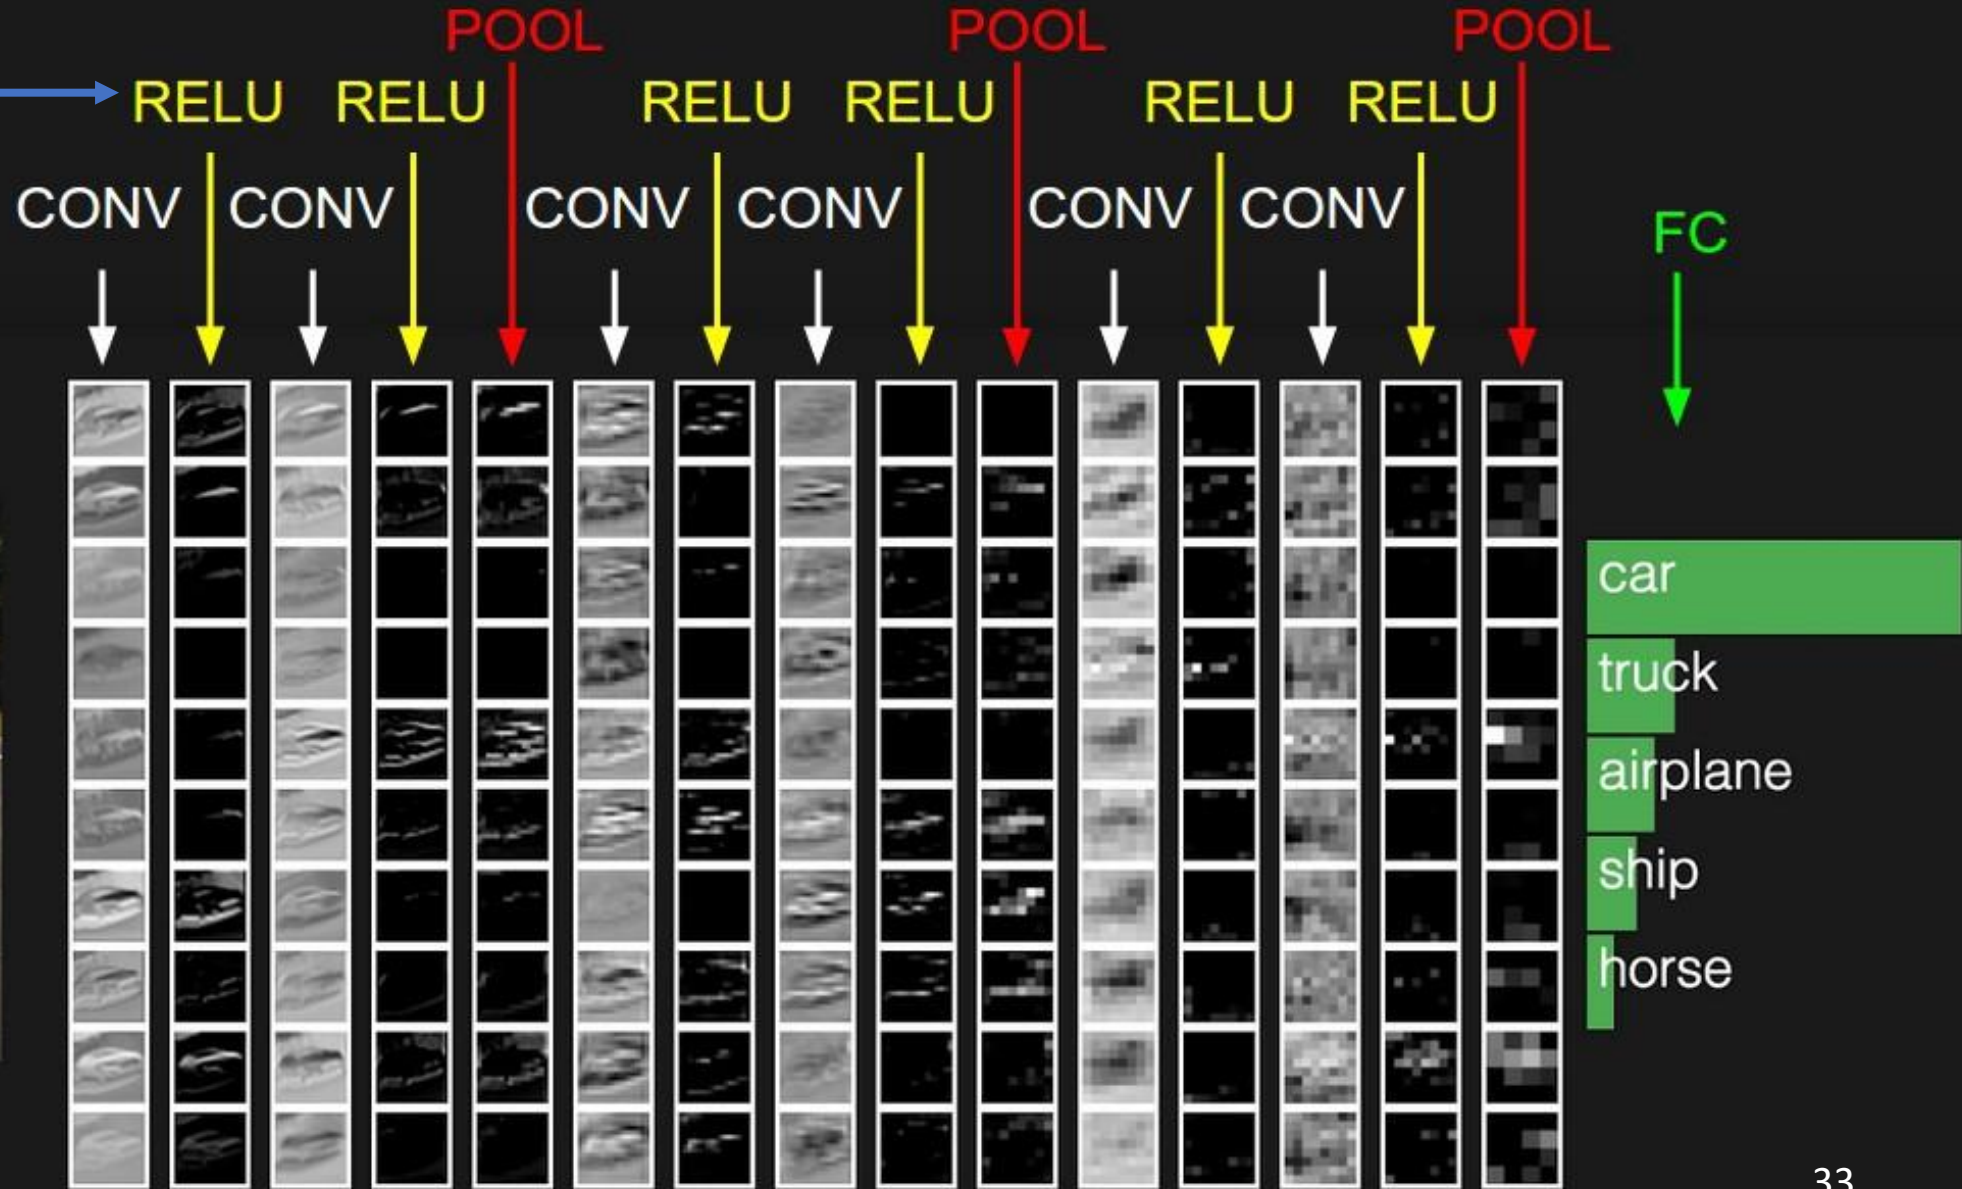 POOL POOL POOL
RELU RELU RELU RELU RELU RELU
CONV CONV CONV CONV CONV CONV
FC
car
truck
airplane
ship
horse
33